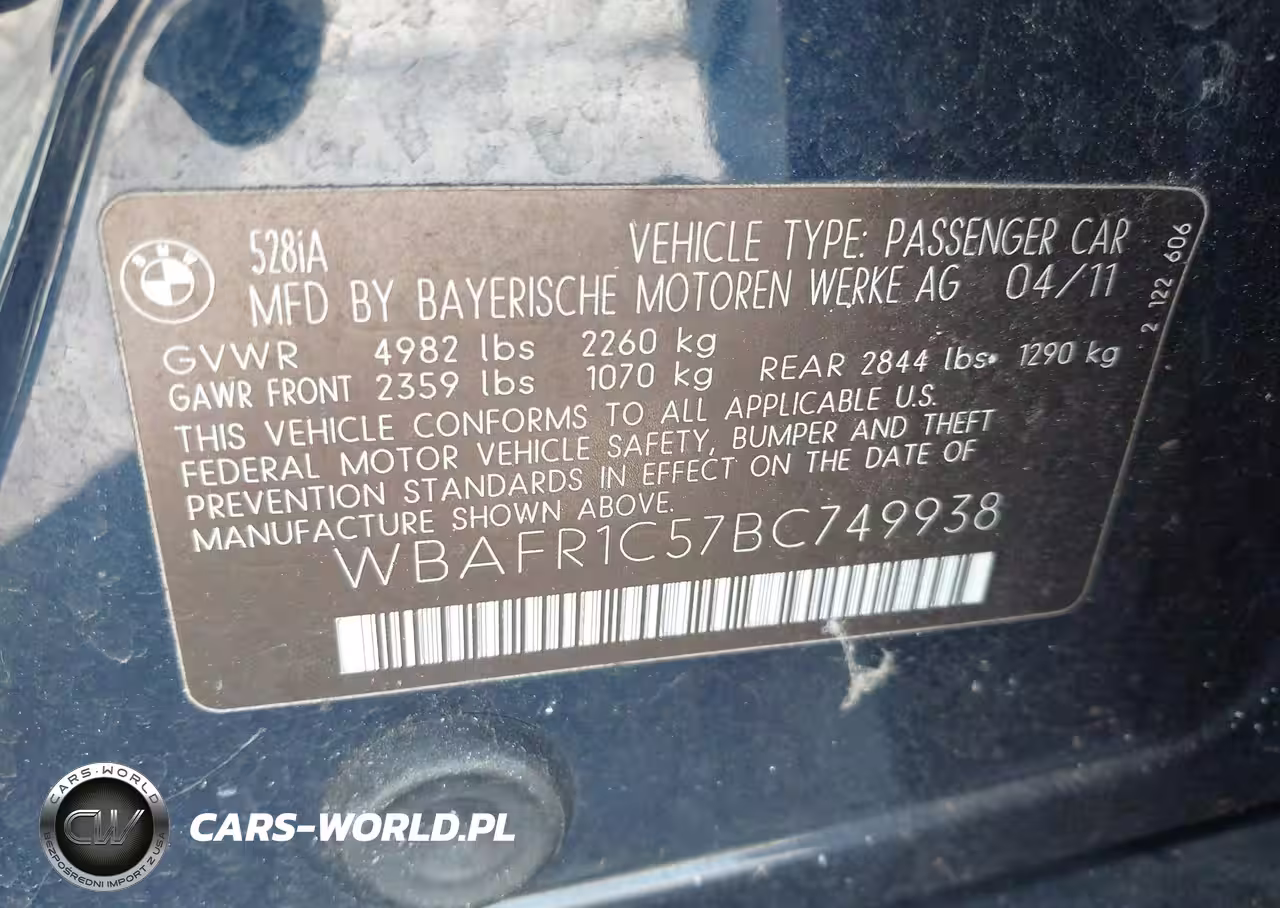 528iA
VEHICLE TYPE: PASSENGER CAR
MFD BY BAYERISCHE MOTOREN WERKE AG 04/11
2 122 606
GVWR 4982 lbs 2260 kg
GAWR FRONT 2359 lbs 1070 kg REAR 2844 lbs• 1290 kg
THIS VEHICLE CONFORMS TO ALL APPLICABLE U.S.
FEDERAL MOTOR VEHICLE SAFETY, BUMPER AND THEFT
PREVENTION STANDARDS IN EFFECT ON THE DATE OF
MANUFACTURE SHOWN ABOVE.
WBAFR1C57BC749938
CARS-WORLD
CW
BEZPOŚREDNI IMPORT Z USA
CARS-WORLD.PL